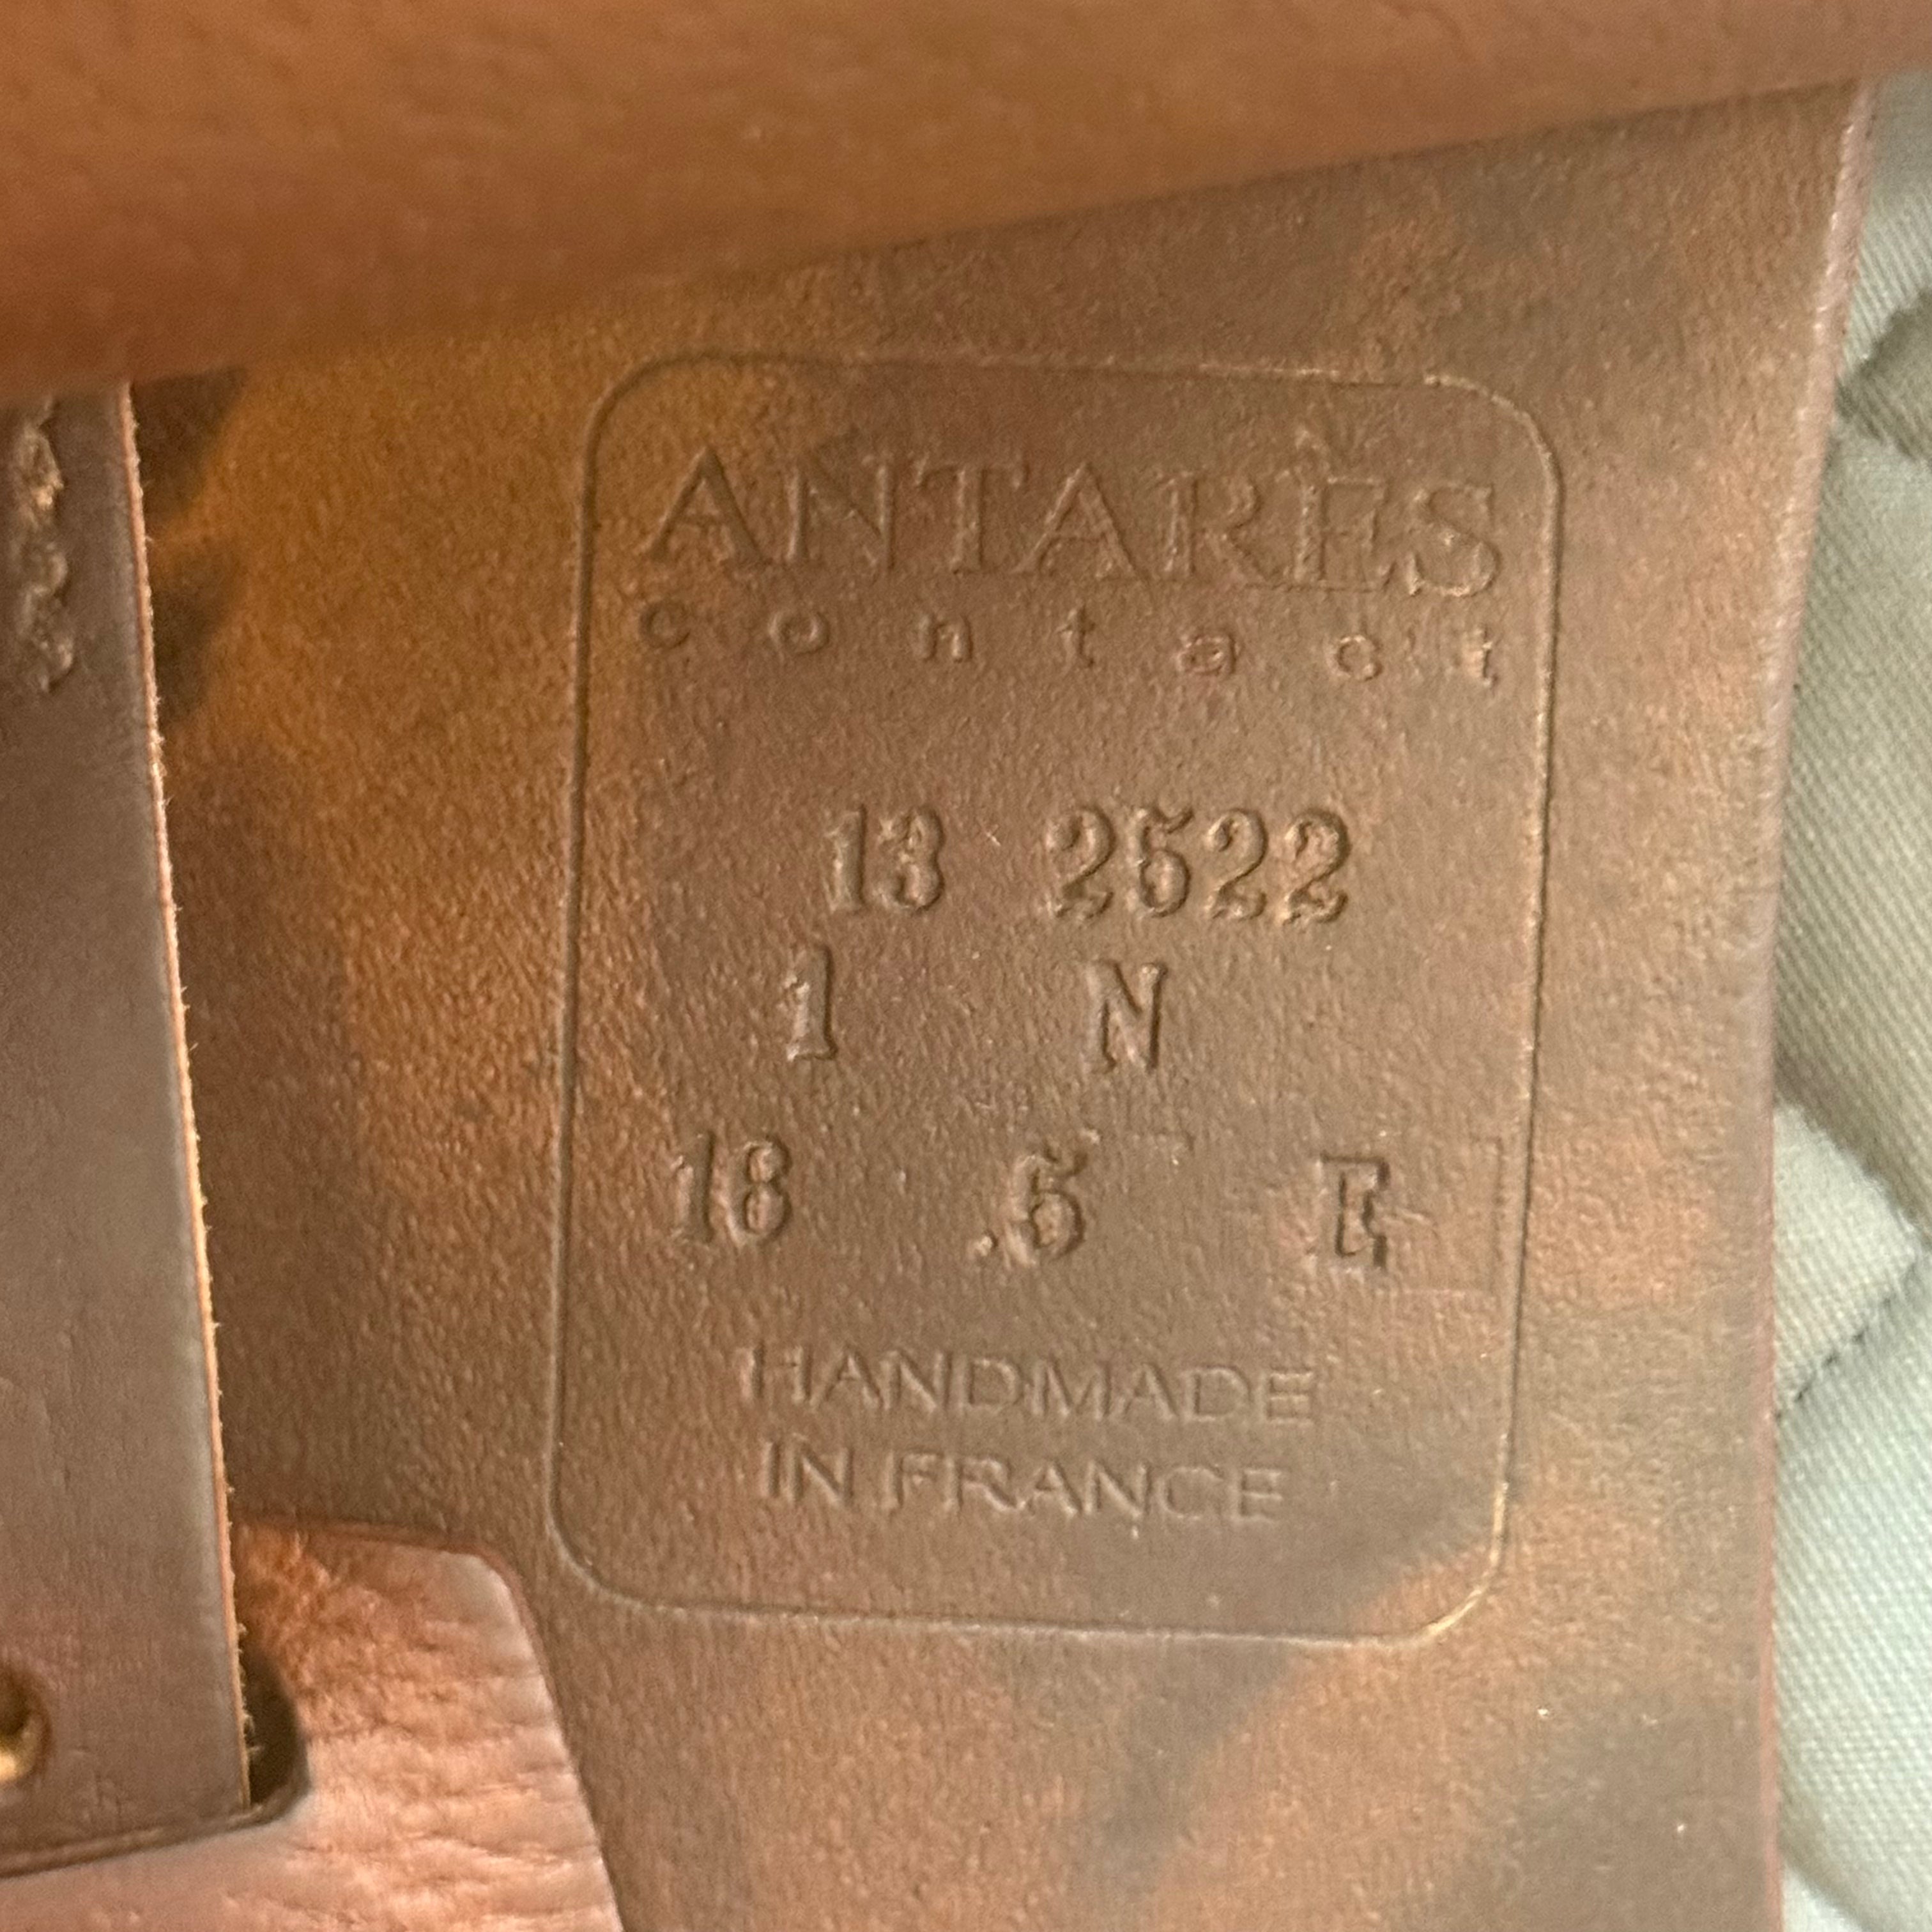 ANTARÈS
contact
13 2522
1 N
18 .5 E
HANDMADE
IN FRANCE